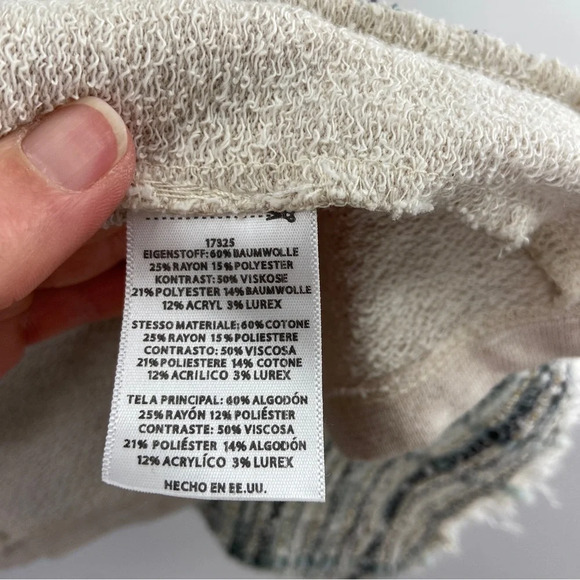 17325
EIGENSTOFF: 60% BAUMWOLLE
25% RAYON 15% POLYESTER
KONTRAST: 50% VISKOSE
21% POLYESTER 14% BAUMWOLLE
12% ACRYL 3% LUREX
STESSO MATERIALE: 60% COTONE
25% RAYON 15% POLIESTERE
CONTRASTO: 50% VISCOSA
21% POLIESTERE 14% COTONE
12% ACRILICO 3% LUREX
TELA PRINCIPAL: 60% ALGODÓN
25% RAYÓN 12% POLIÉSTER
CONTRASTE: 50% VISCOSA
21% POLIÉSTER 14% ALGODÓN
12% ACRYLÍCO 3% LUREX
HECHO EN EE.UU.